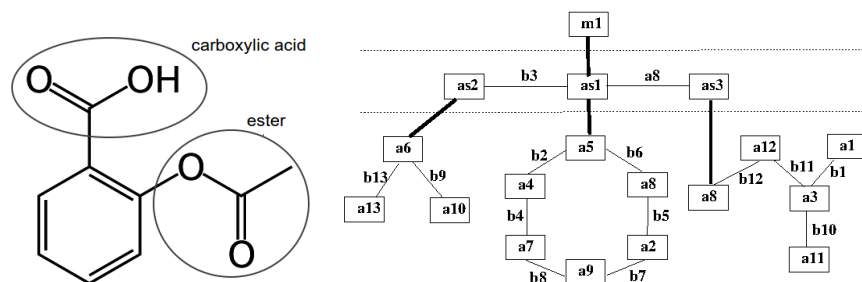 carboxylic acid
O
OH
ester
O
O
m1
as2
b3
as1
a8
as3
a6
a5
a12
a1
b13
b9
b2
b6
b11
b1
b12
a13
a10
a4
a8
a8
a3
b4
b5
b10
a7
a2
a11
b8
a9
b7